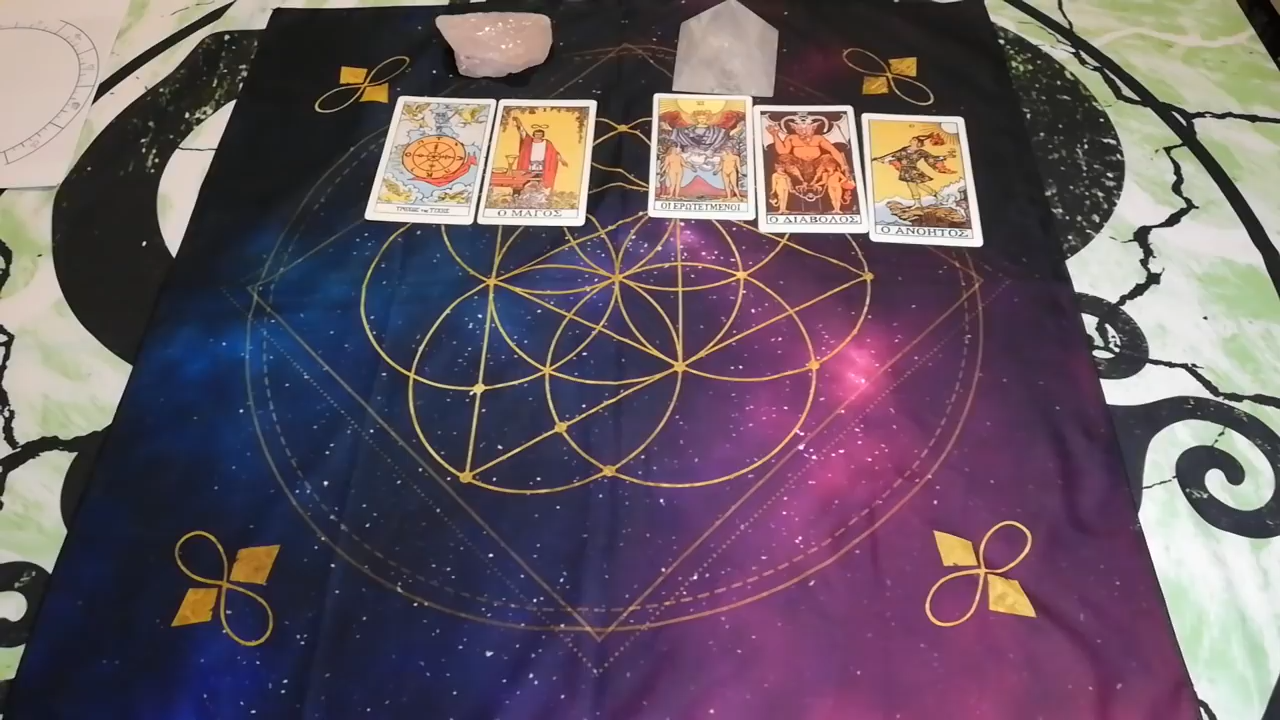 ΤΡΟΧΟΣ ΤΗΣ ΤΥΧΗΣ
Ο ΜΑΓΟΣ
ΟΙ ΕΡΩΤΕΥΜΕΝΟΙ
Ο ΔΙΑΒΟΛΟΣ
Ο ΑΝΟΗΤΟΣ